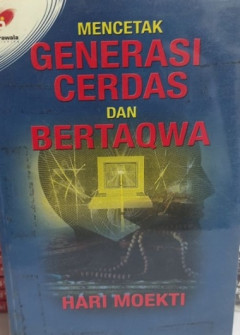 MENCETAK
GENERASI
CERDAS
DAN
BERTAQWA
HARI MOEKTI